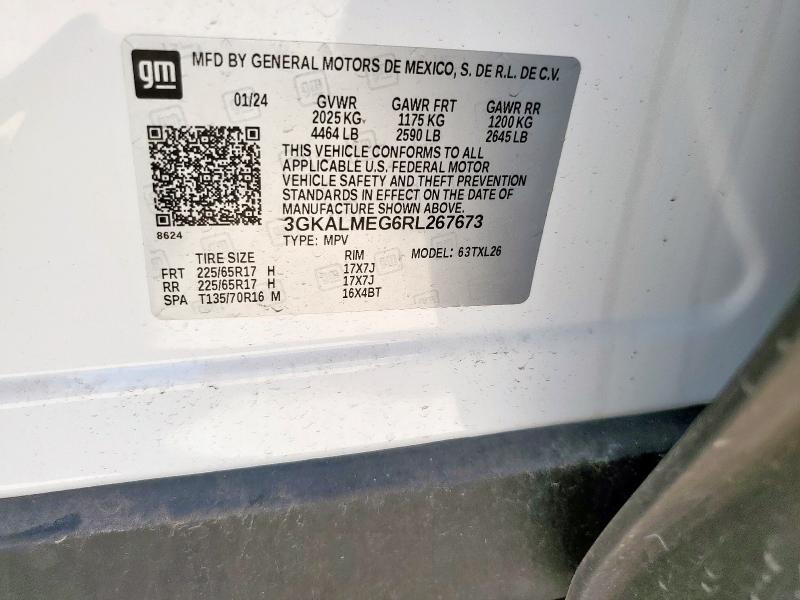 gm MFD BY GENERAL MOTORS DE MEXICO, S. DE R.L. DE C.V.
01/24 GVWR GAWR FRT GAWR RR
2025 KG 1175 KG 1200 KG
4464 LB 2590 LB 2645 LB
THIS VEHICLE CONFORMS TO ALL
APPLICABLE U.S. FEDERAL MOTOR
VEHICLE SAFETY AND THEFT PREVENTION
STANDARDS IN EFFECT ON THE DATE OF
MANUFACTURE SHOWN ABOVE.
8624
3GKALMEG6RL267673
TYPE: MPV
TIRE SIZE RIM MODEL: 63TXL26
FRT 225/65R17 H 17X7J
RR 225/65R17 H 17X7J
SPA T135/70R16 M 16X4BT